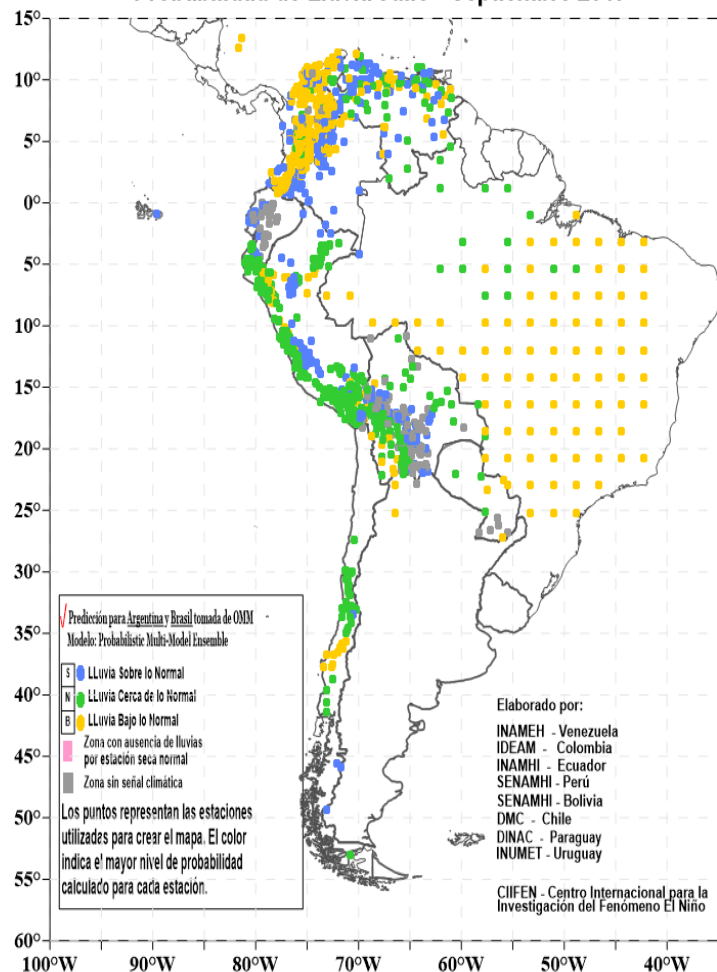 15°
10°
5°
0°
5°
10°
15°
20°
25°
30°
35°
40°
45°
50°
55°
60°
100°W 90°W 80°W 70°W 60°W 50°W 40°W
Predicción para Argentina y Brasil tomada de OMM
Modelo: Probabilistic Multi-Model Ensemble
S LLuvia Sobre lo Normal
N LLuvia Cerca de lo Normal
B LLuvia Bajo lo Normal
Zona con ausencia de lluvias
por estación seca normal
Zona sin señal climática
Los puntos representan las estaciones
utilizadas para crear el mapa. El color
indica el mayor nivel de probabilidad
calculado para cada estación.
Elaborado por:
INAMEH - Venezuela
IDEAM - Colombia
INAMHI - Ecuador
SENAMHI - Perú
SENAMHI - Bolivia
DMC - Chile
DINAC - Paraguay
INUMET - Uruguay
CIIFEN - Centro Internacional para la
Investigación del Fenómeno El Niño